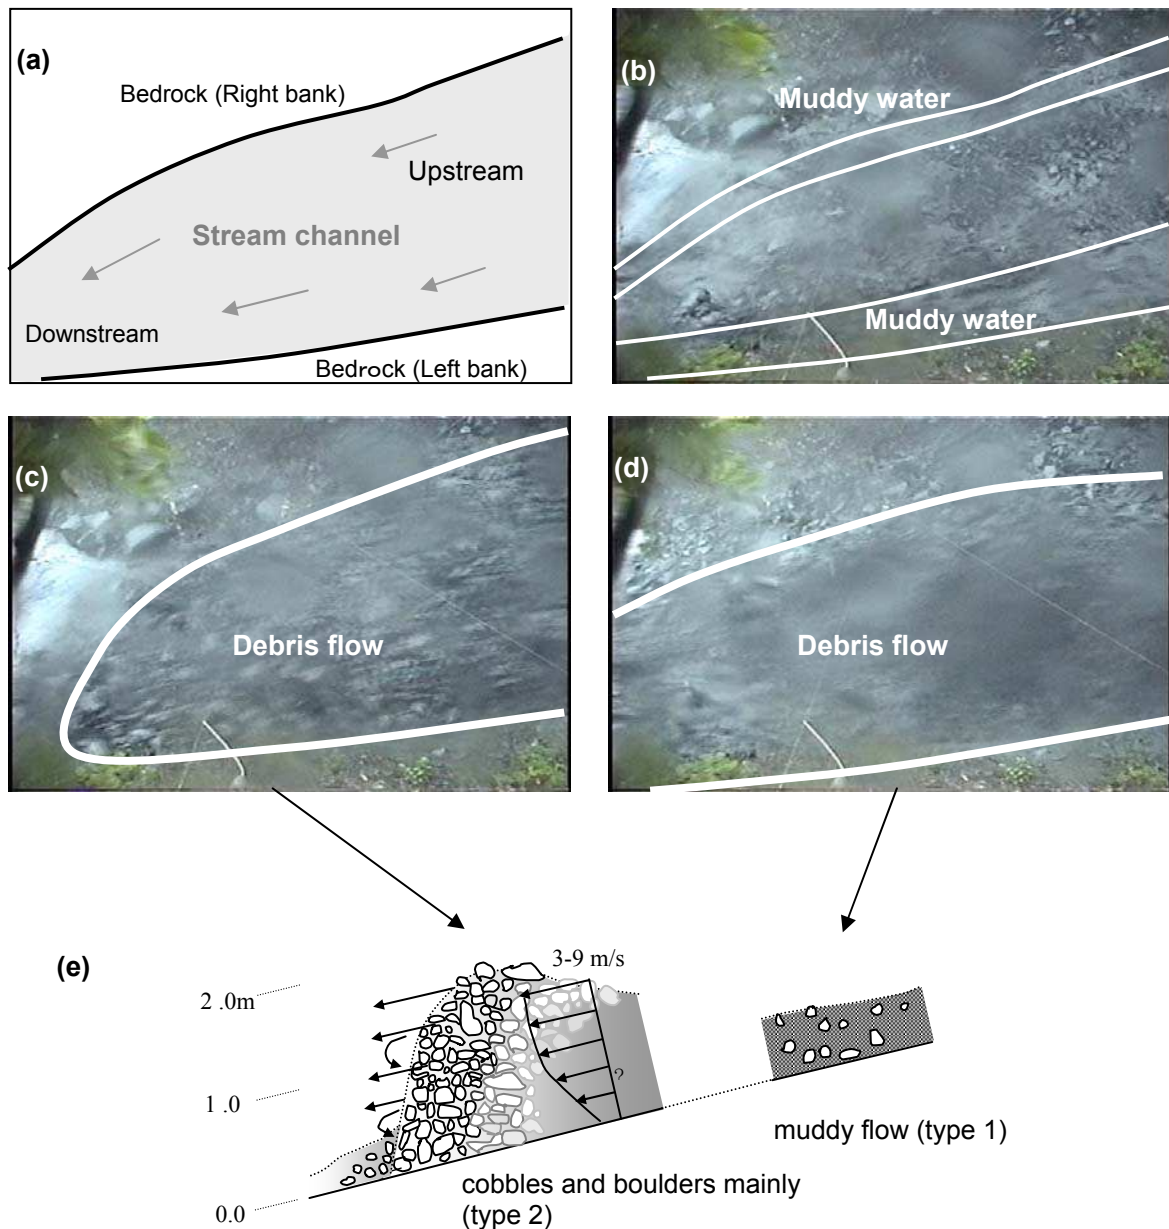 (a)
Bedrock (Right bank)
Upstream
Stream channel
Downstream
Bedrock (Left bank)
(b)
Muddy water
Muddy water
(c)
Debris flow
(d)
Debris flow
(e)
3-9 m/s
2 .0m
?
1 .0
muddy flow (type 1)
cobbles and boulders mainly
(type 2)
0.0